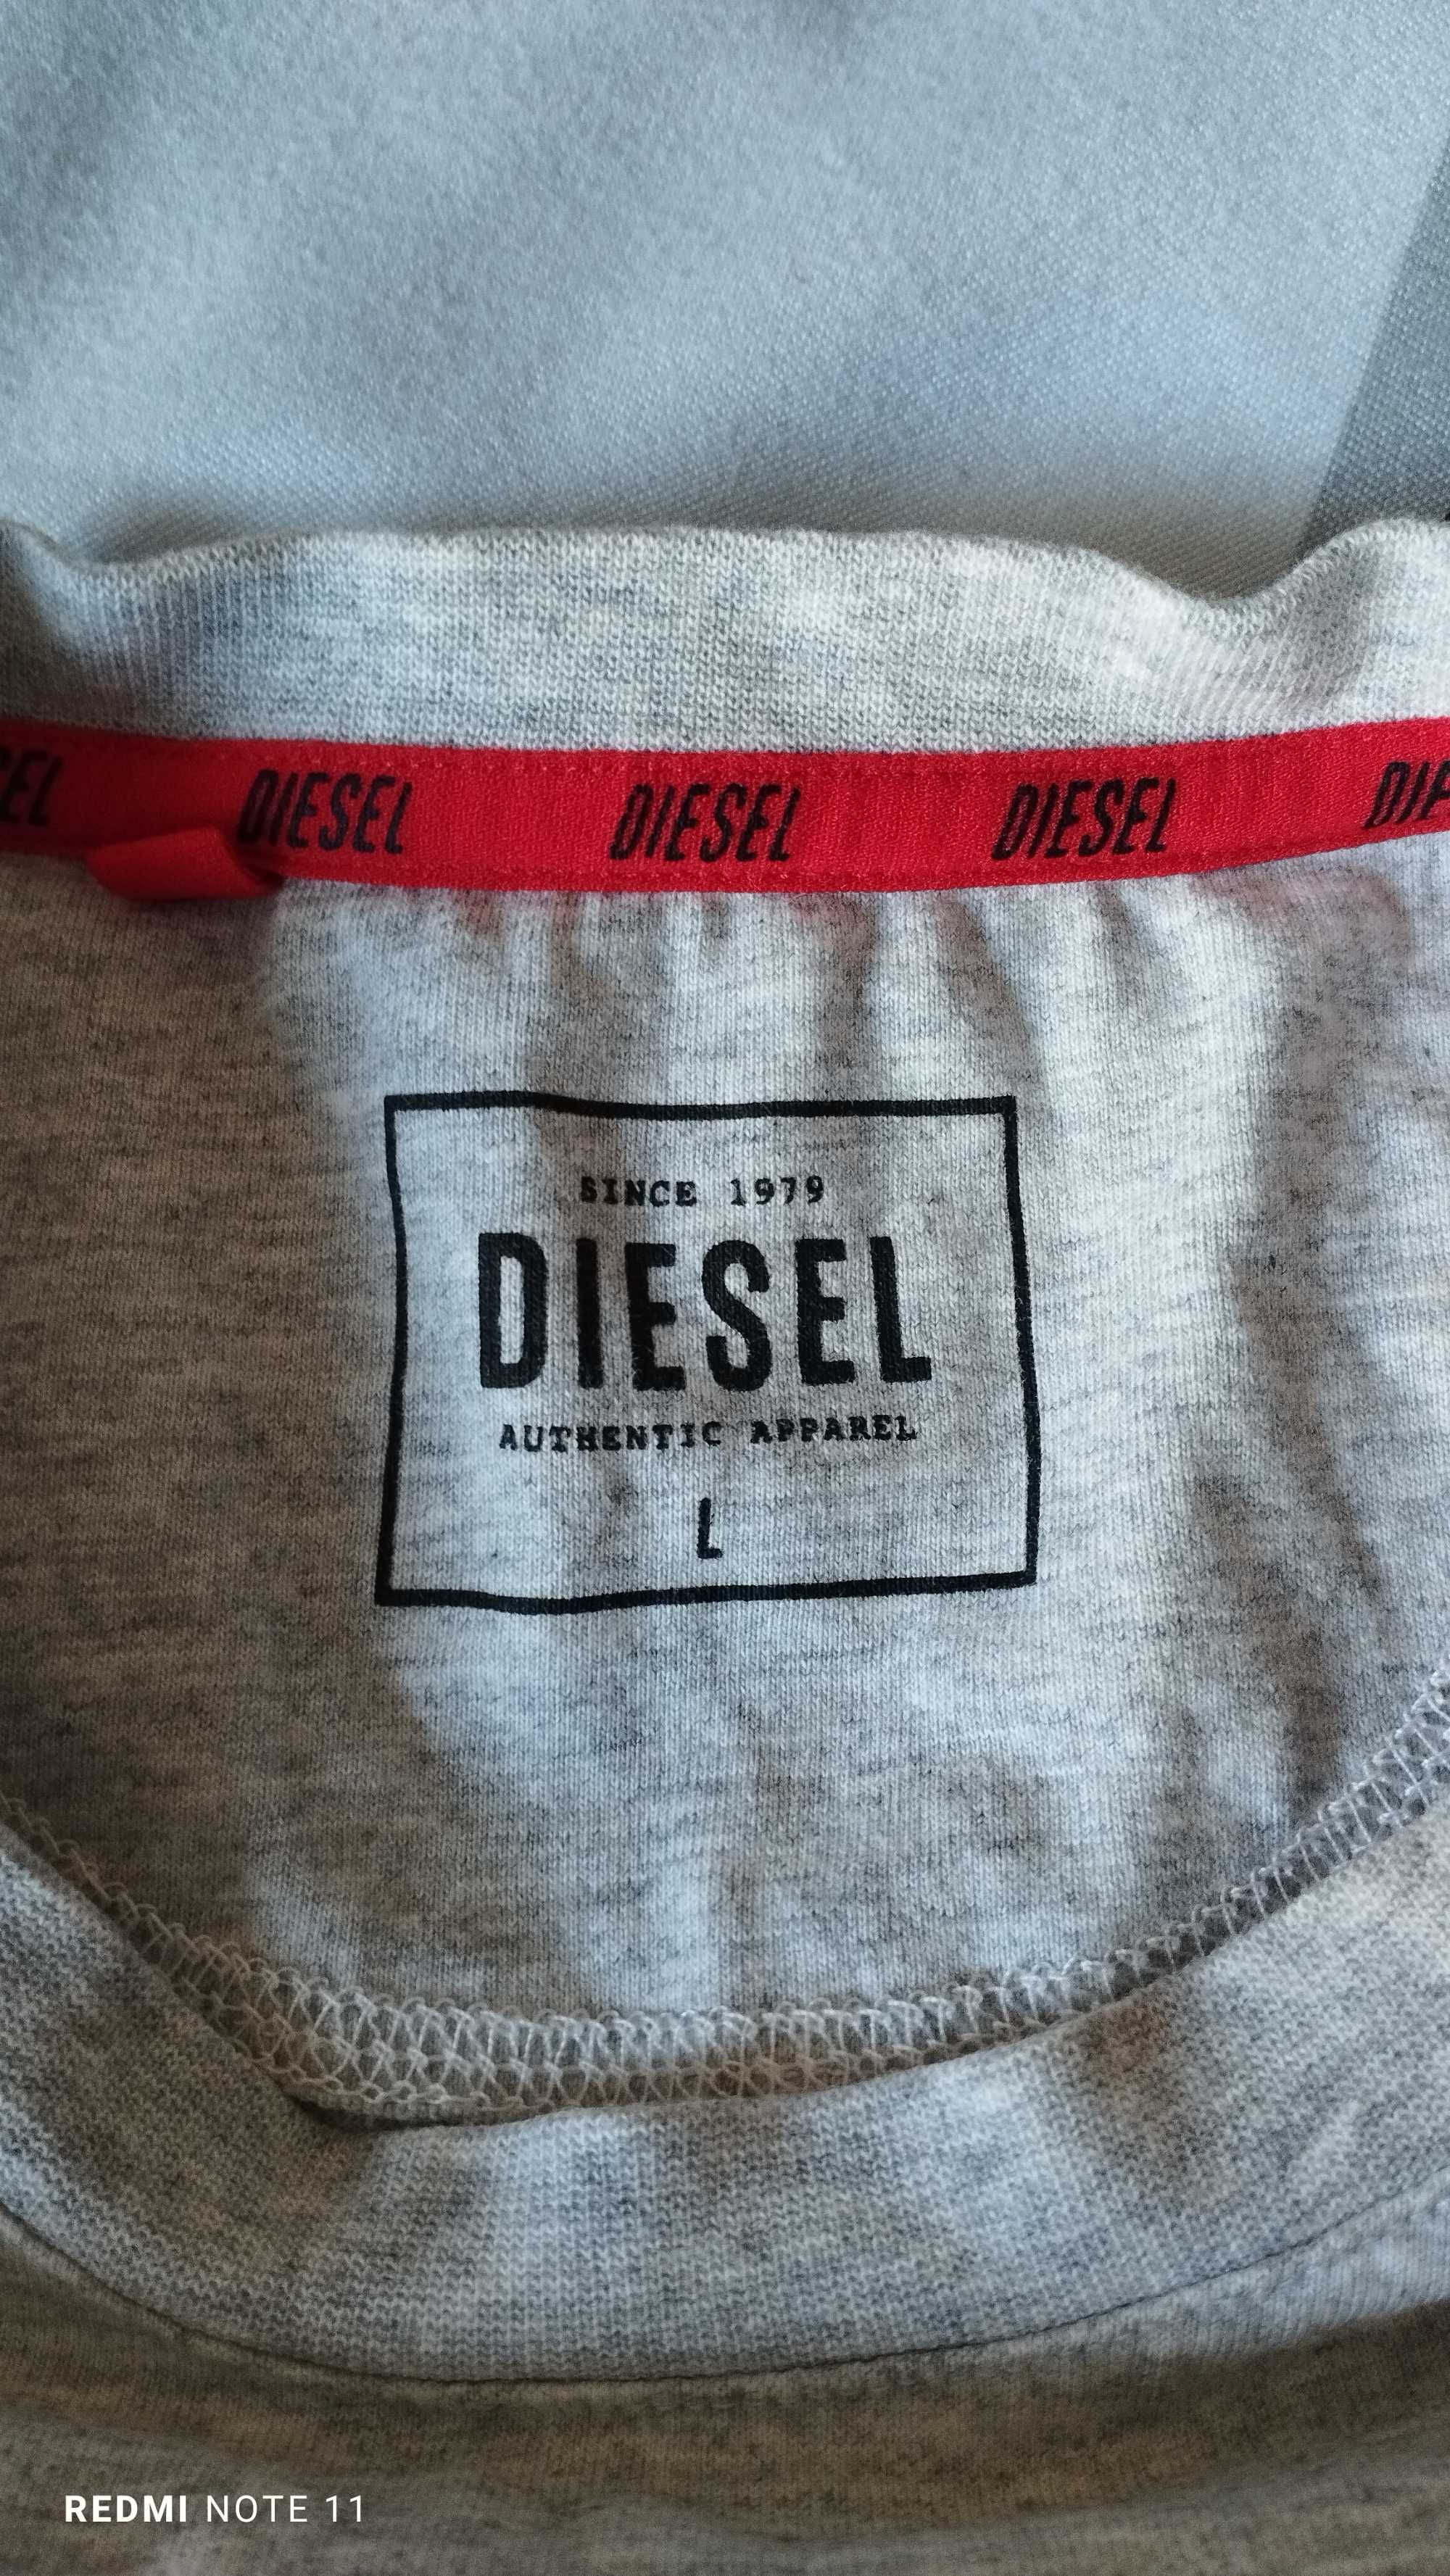 DIESEL DIESEL DIESEL
SINCE 1979
DIESEL
AUTHENTIC APPAREL
L
REDMI NOTE 11